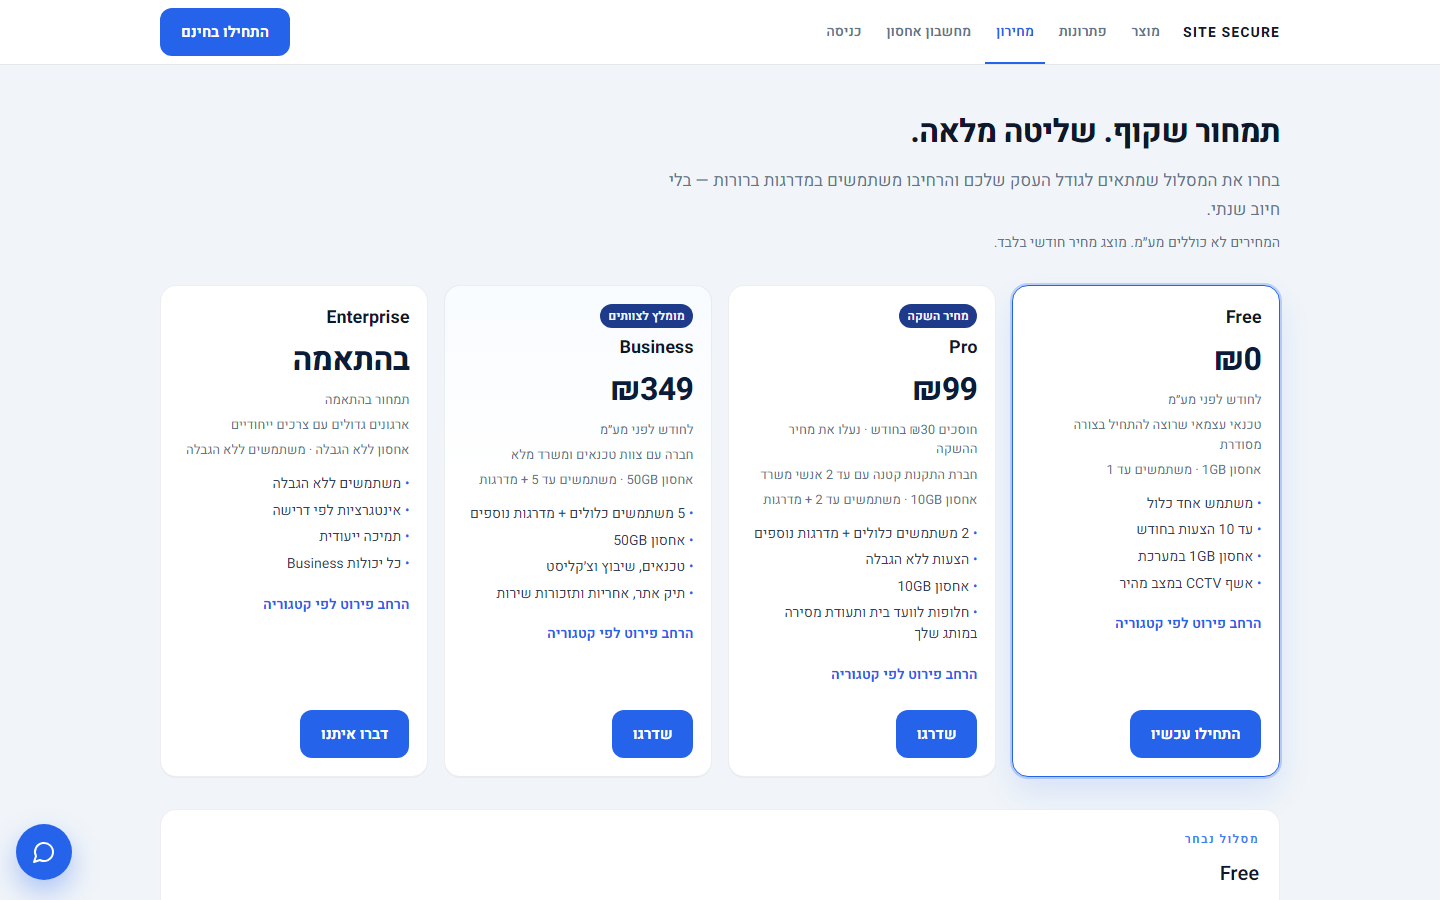 SITE SECURE
מוצר
פתרונות
מחירון
מחשבון אחסון
כניסה
התחילו בחינם
תמחור שקוף. שליטה מלאה.
בחרו את המסלול שמתאים לגודל העסק שלכם והרחיבו משתמשים במדרגות ברורות — בלי
חיוב שנתי.
המחירים לא כוללים מע״מ. מוצג מחיר חודשי בלבד.
Free
₪0
לחודש לפני מע״מ
טכנאי עצמאי שרוצה להתחיל בצורה
מסודרת
אחסון 1GB · משתמשים עד 1
• משתמש אחד כלול
• עד 10 הצעות בחודש
• אחסון 1GB במערכת
• אשף CCTV במצב מהיר
הרחב פירוט לפי קטגוריה
התחילו עכשיו
מחיר השקה
Pro
₪99
חוסכים ₪30 בחודש · נעלו את מחיר
ההשקה
חברת התקנות קטנה עם עד 2 אנשי משרד
אחסון 10GB · משתמשים עד 2 + מדרגות
• 2 משתמשים כלולים + מדרגות נוספים
• הצעות ללא הגבלה
• אחסון 10GB
• חלופות לוועד בית ותעודת מסירה
במותג שלך
הרחב פירוט לפי קטגוריה
שדרגו
מומלץ לצוותים
Business
₪349
לחודש לפני מע״מ
חברה עם צוות טכנאים ומשרד מלא
אחסון 50GB · משתמשים עד 5 + מדרגות
• 5 משתמשים כלולים + מדרגות נוספים
• אחסון 50GB
• טכנאים, שיבוץ וצ׳קליסט
• תיק אתר, אחריות ותזכורות שירות
הרחב פירוט לפי קטגוריה
שדרגו
Enterprise
בהתאמה
תמחור בהתאמה
ארגונים גדולים עם צרכים ייחודיים
אחסון ללא הגבלה · משתמשים ללא הגבלה
• משתמשים ללא הגבלה
• אינטגרציות לפי דרישה
• תמיכה ייעודית
• כל יכולות Business
הרחב פירוט לפי קטגוריה
דברו איתנו
מסלול נבחר
Free